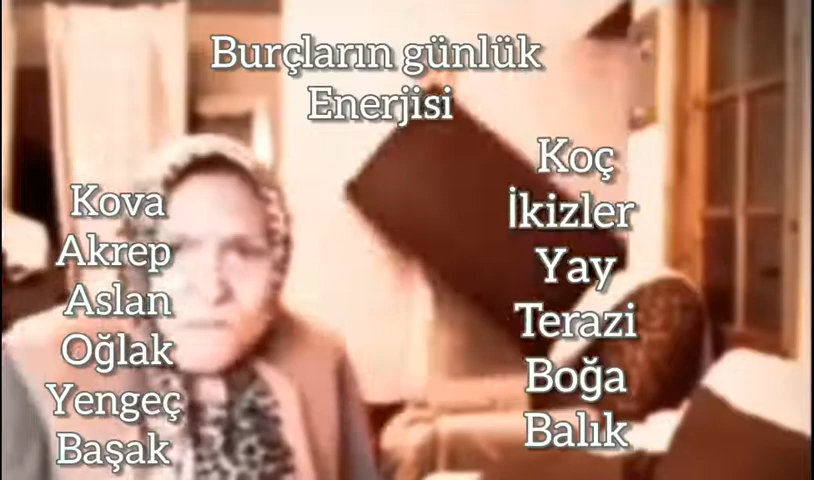 Burçların günlük
Enerjisi
Kova
Akrep
Aslan
Oğlak
Yengeç
Başak
Koç
İkizler
Yay
Terazi
Boğa
Balık